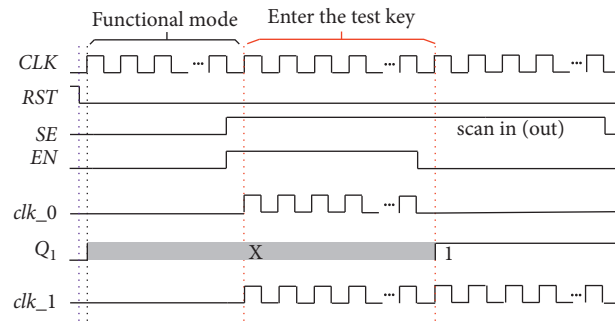 Functional mode
Enter the test key
CLK
...
...
...
RST
SE
scan in (out)
EN
clk_0
...
Q1
X
1
clk_1
...
...